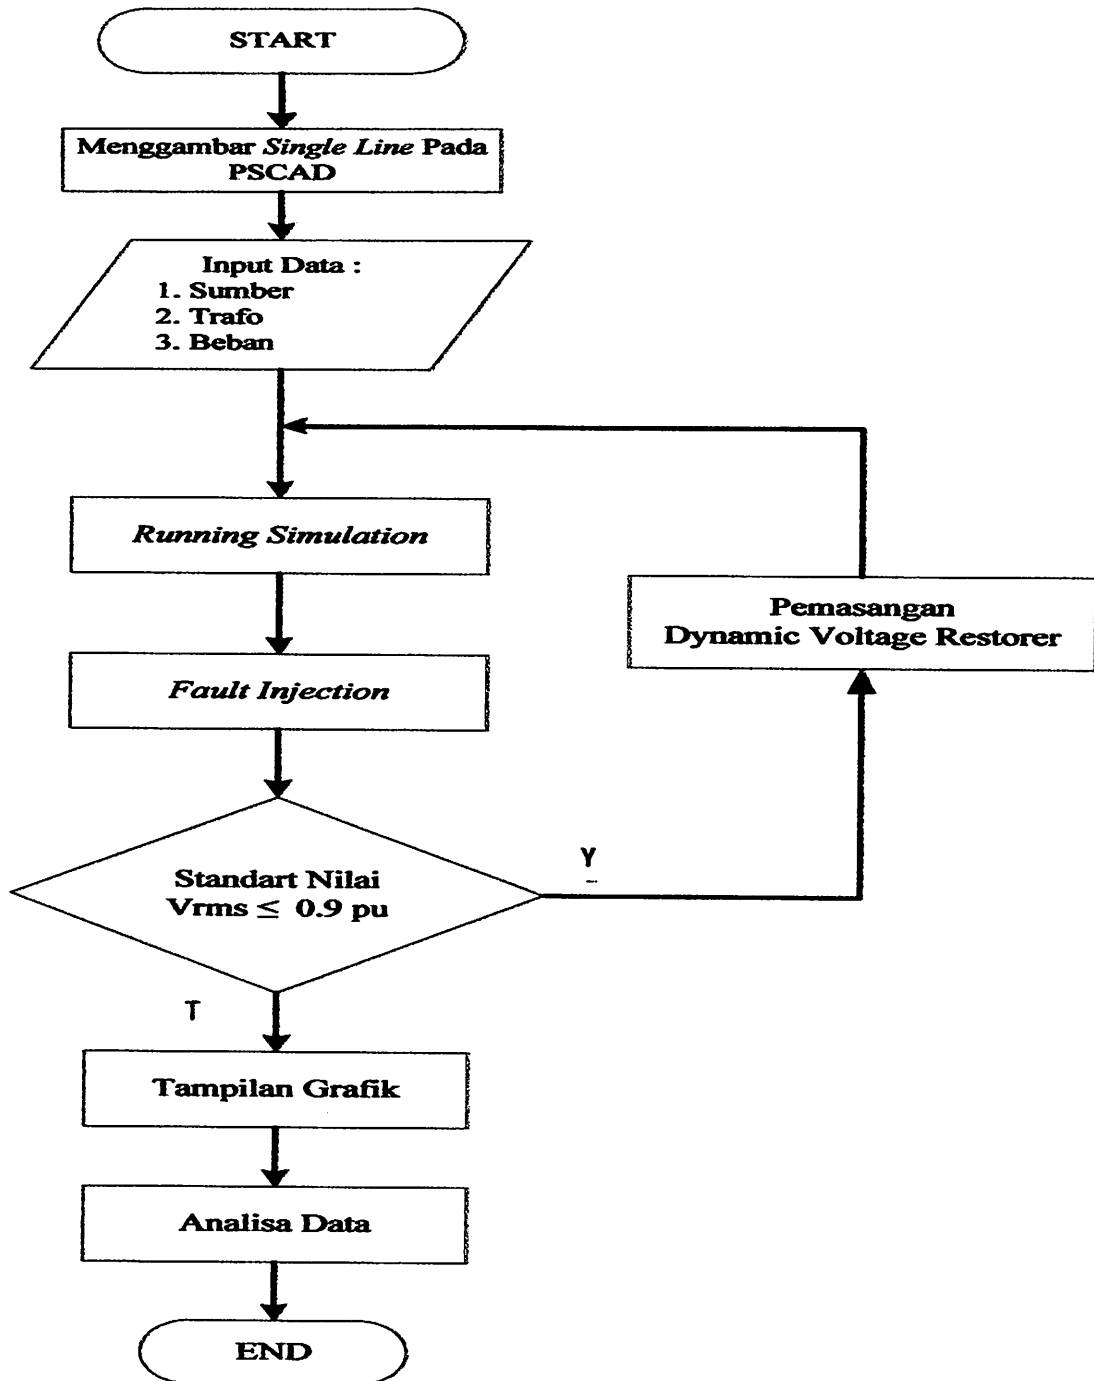 START
Menggambar Single Line Pada
PSCAD
Input Data :
1. Sumber
2. Trafo
3. Beban
Running Simulation
Pemasangan
Dynamic Voltage Restorer
Fault Injection
Standart Nilai
Vrms ≤ 0.9 pu
Y
T
Tampilan Grafik
Analisa Data
END